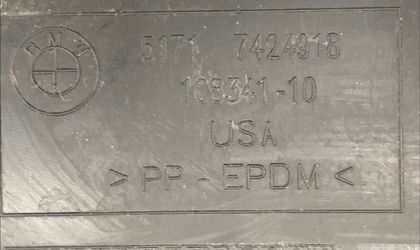 BMW
5171 7424918
108341-10
USA
> PP - EPDM <